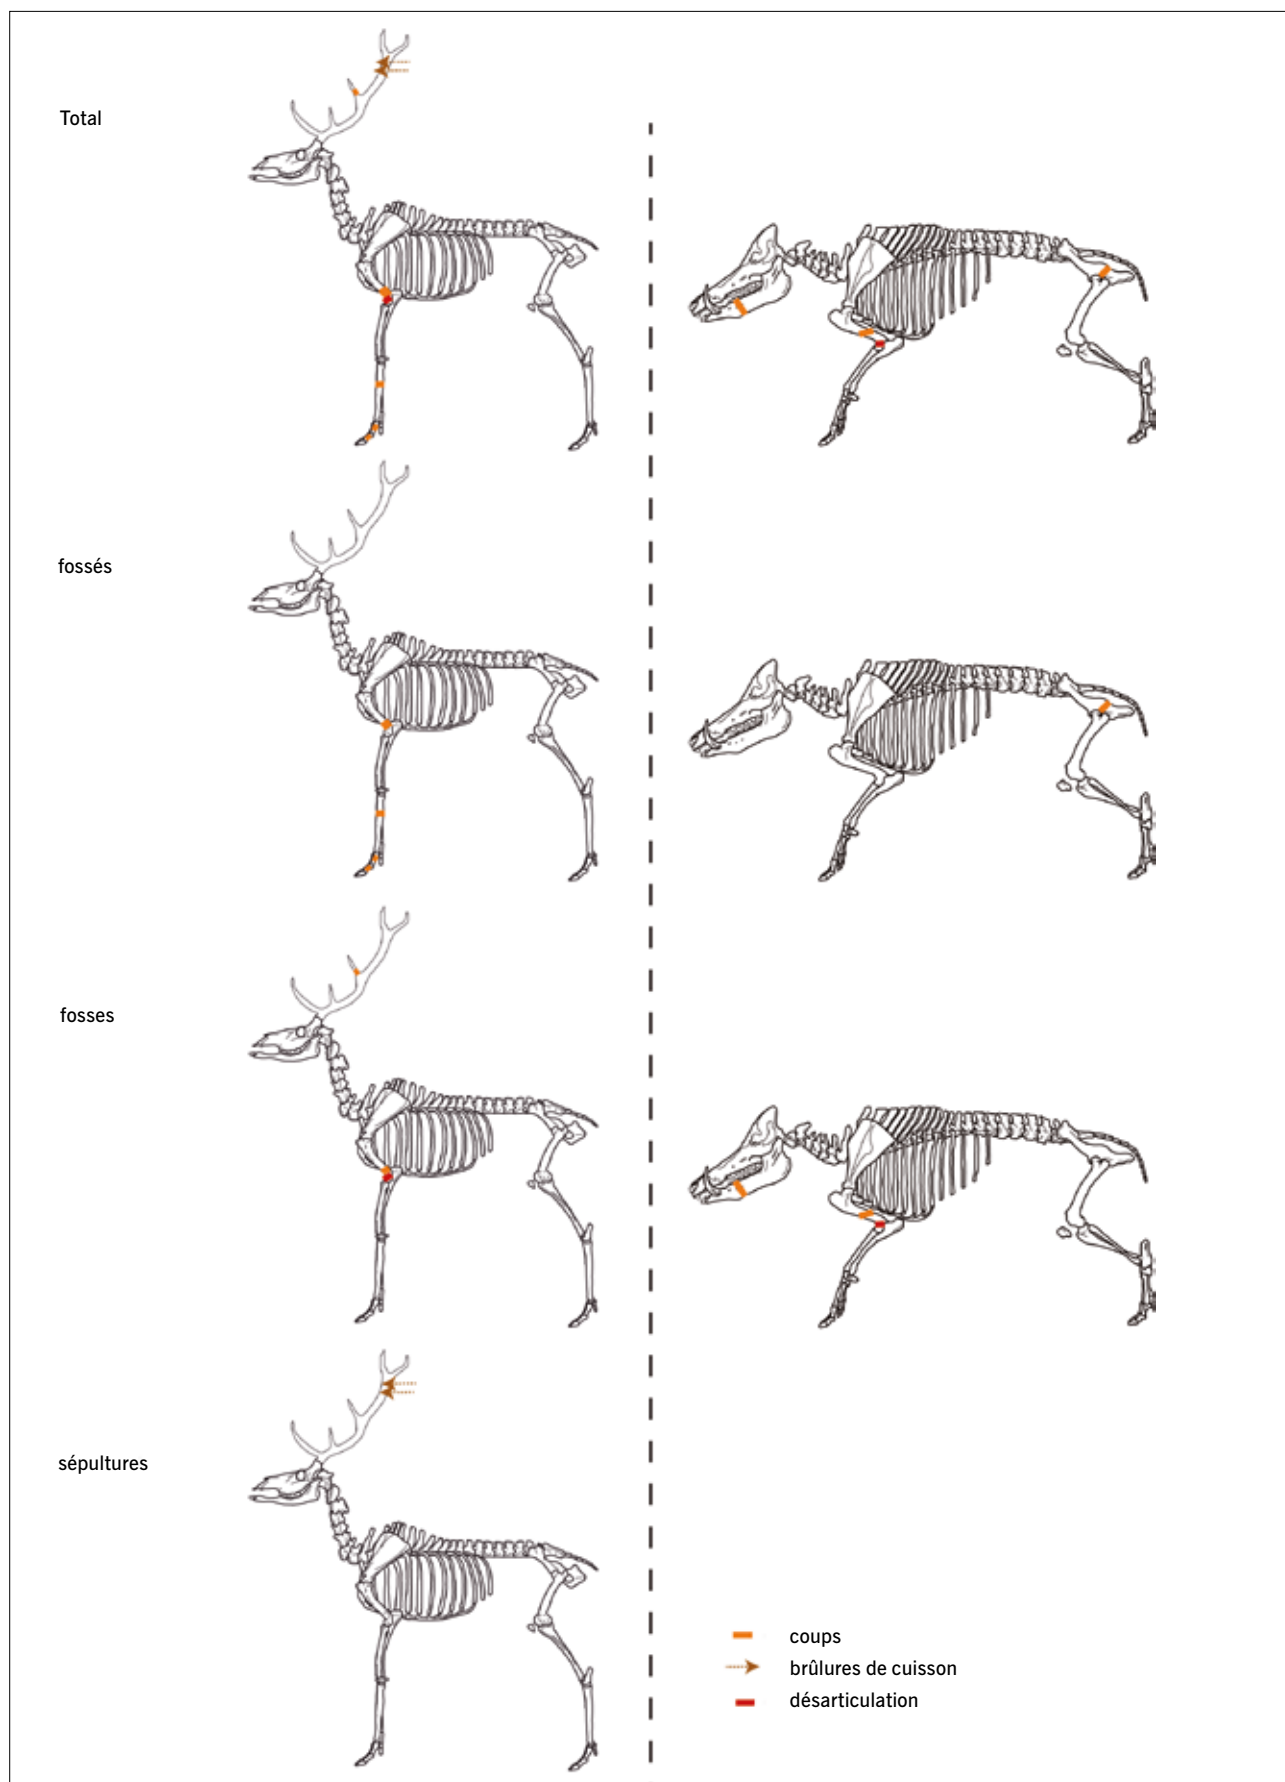 Total
fossés
fosses
sépultures
coups
brûlures de cuisson
désarticulation